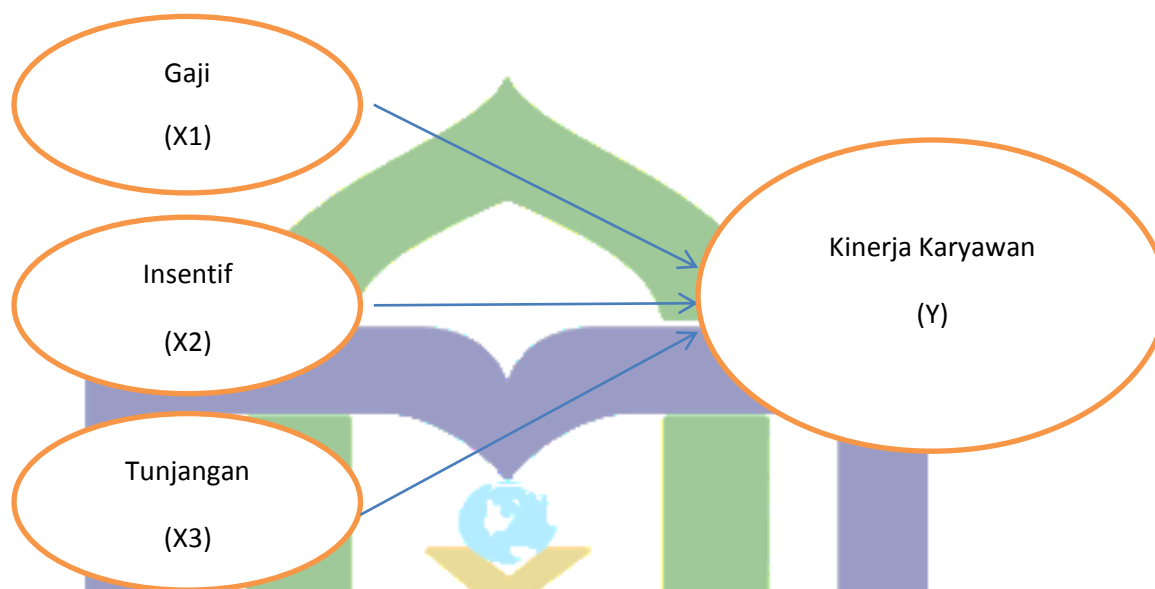 Gaji
(X1)
Insentif
(X2)
Tunjangan
(X3)
Kinerja Karyawan
(Y)